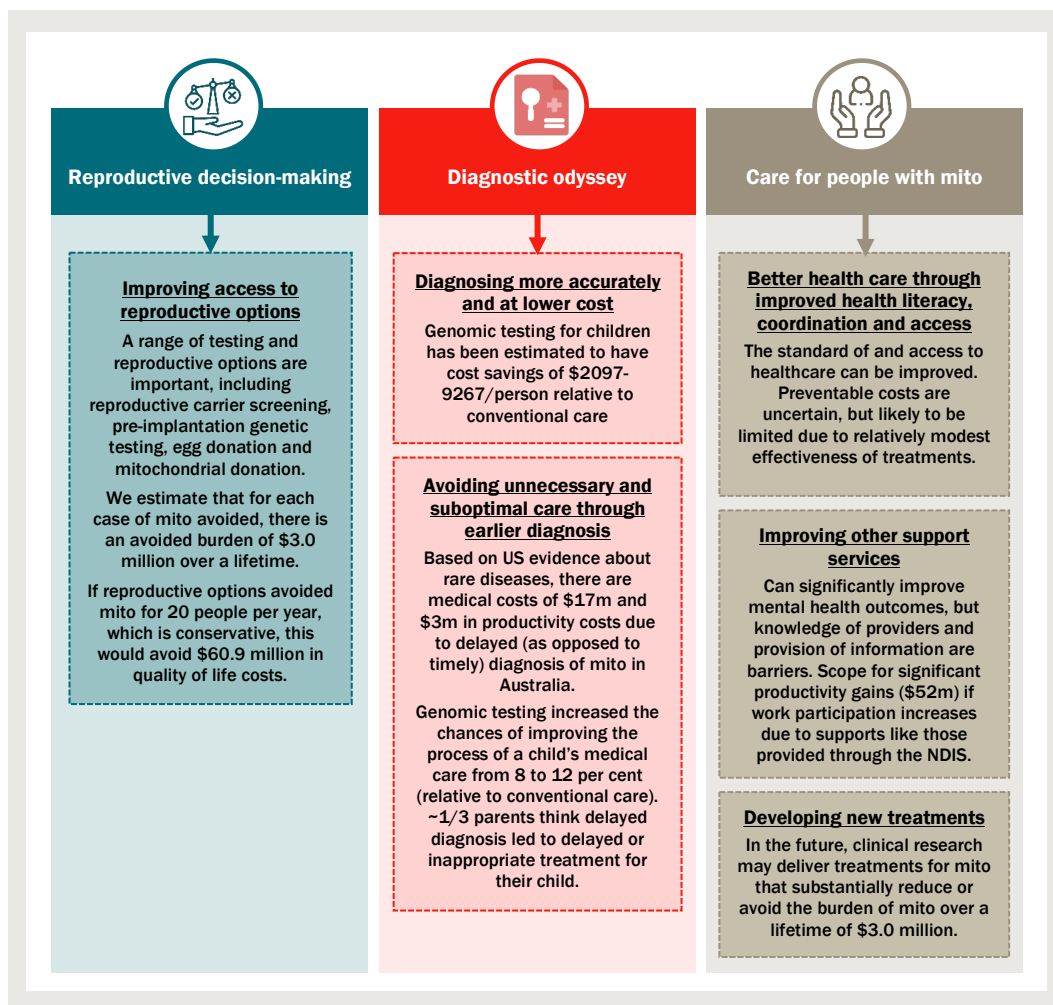 Reproductive decision-making
Improving access to
reproductive options
A range of testing and
reproductive options are
important, including
reproductive carrier screening,
pre-implantation genetic
testing, egg donation and
mitochondrial donation.
We estimate that for each
case of mito avoided, there is
an avoided burden of $3.0
million over a lifetime.
If reproductive options avoided
mito for 20 people per year,
which is conservative, this
would avoid $60.9 million in
quality of life costs.
Diagnostic odyssey
Diagnosing more accurately
and at lower cost
Genomic testing for children
has been estimated to have
cost savings of $2097-
9267/person relative to
conventional care
Avoiding unnecessary and
suboptimal care through
earlier diagnosis
Based on US evidence about
rare diseases, there are
medical costs of $17m and
$3m in productivity costs due
to delayed (as opposed to
timely) diagnosis of mito in
Australia.
Genomic testing increased the
chances of improving the
process of a child’s medical
care from 8 to 12 per cent
(relative to conventional care).
~1/3 parents think delayed
diagnosis led to delayed or
inappropriate treatment for
their child.
Care for people with mito
Better health care through
improved health literacy,
coordination and access
The standard of and access to
healthcare can be improved.
Preventable costs are
uncertain, but likely to be
limited due to relatively modest
effectiveness of treatments.
Improving other support
services
Can significantly improve
mental health outcomes, but
knowledge of providers and
provision of information are
barriers. Scope for significant
productivity gains ($52m) if
work participation increases
due to supports like those
provided through the NDIS.
Developing new treatments
In the future, clinical research
may deliver treatments for mito
that substantially reduce or
avoid the burden of mito over a
lifetime of $3.0 million.